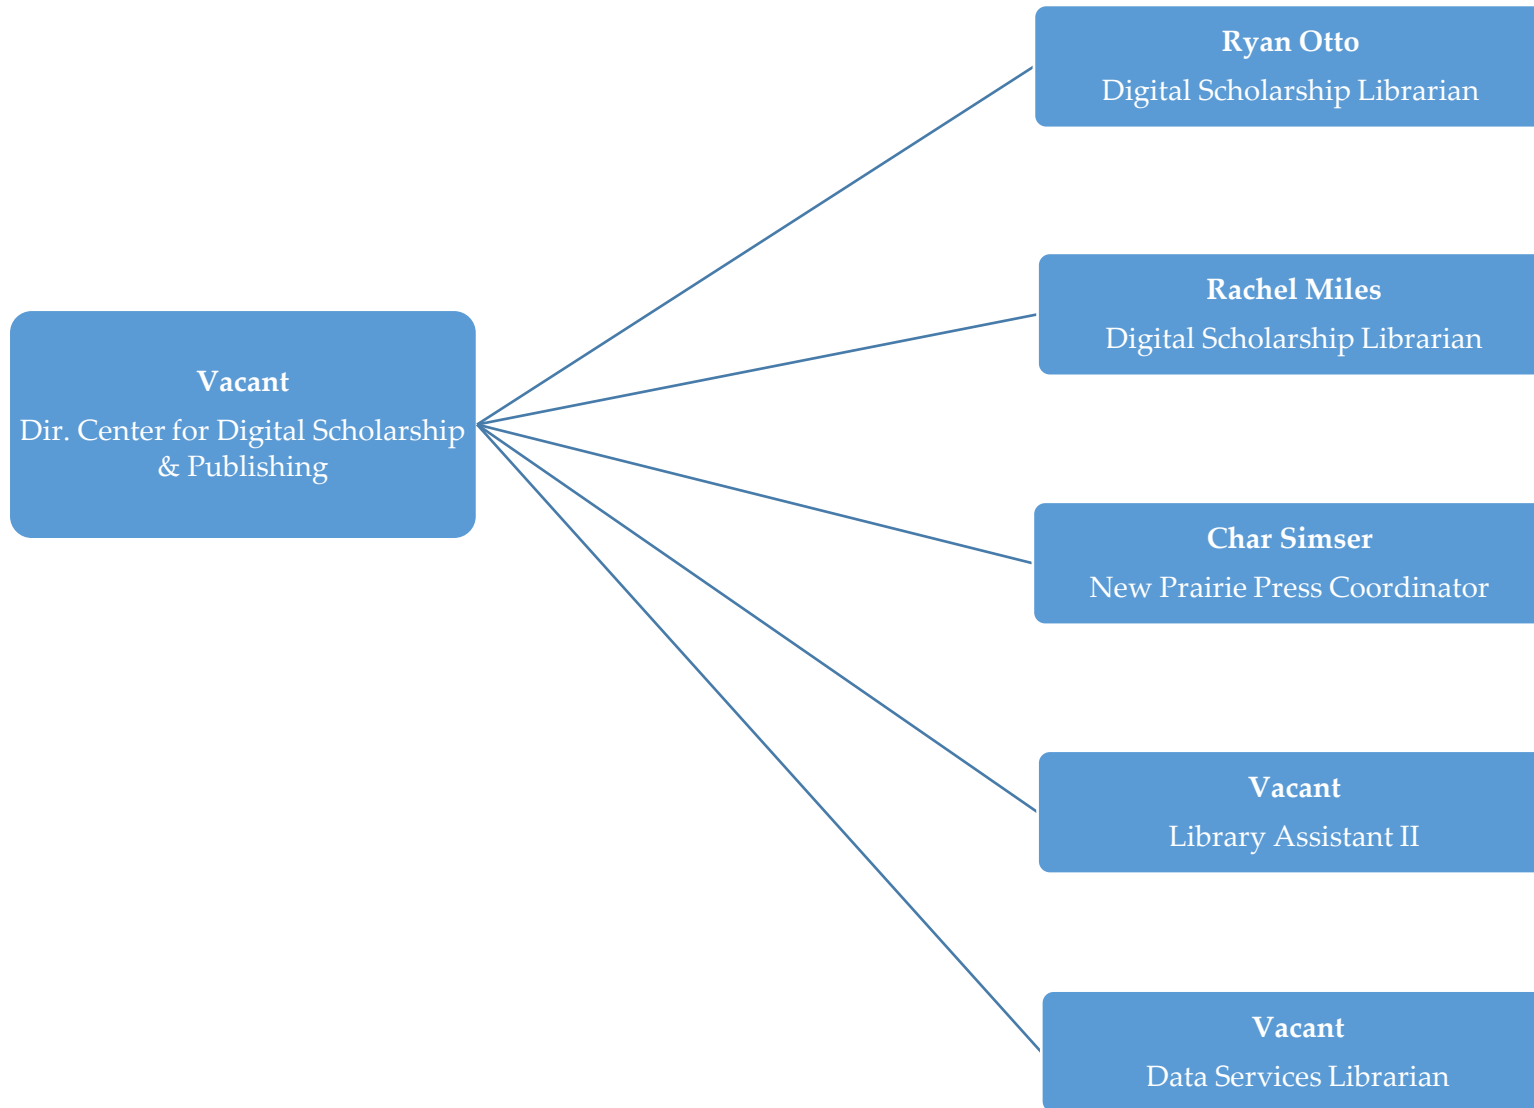 Ryan Otto
Digital Scholarship Librarian
Rachel Miles
Digital Scholarship Librarian
Vacant
Dir. Center for Digital Scholarship
& Publishing
Char Simser
New Prairie Press Coordinator
Vacant
Library Assistant II
Vacant
Data Services Librarian